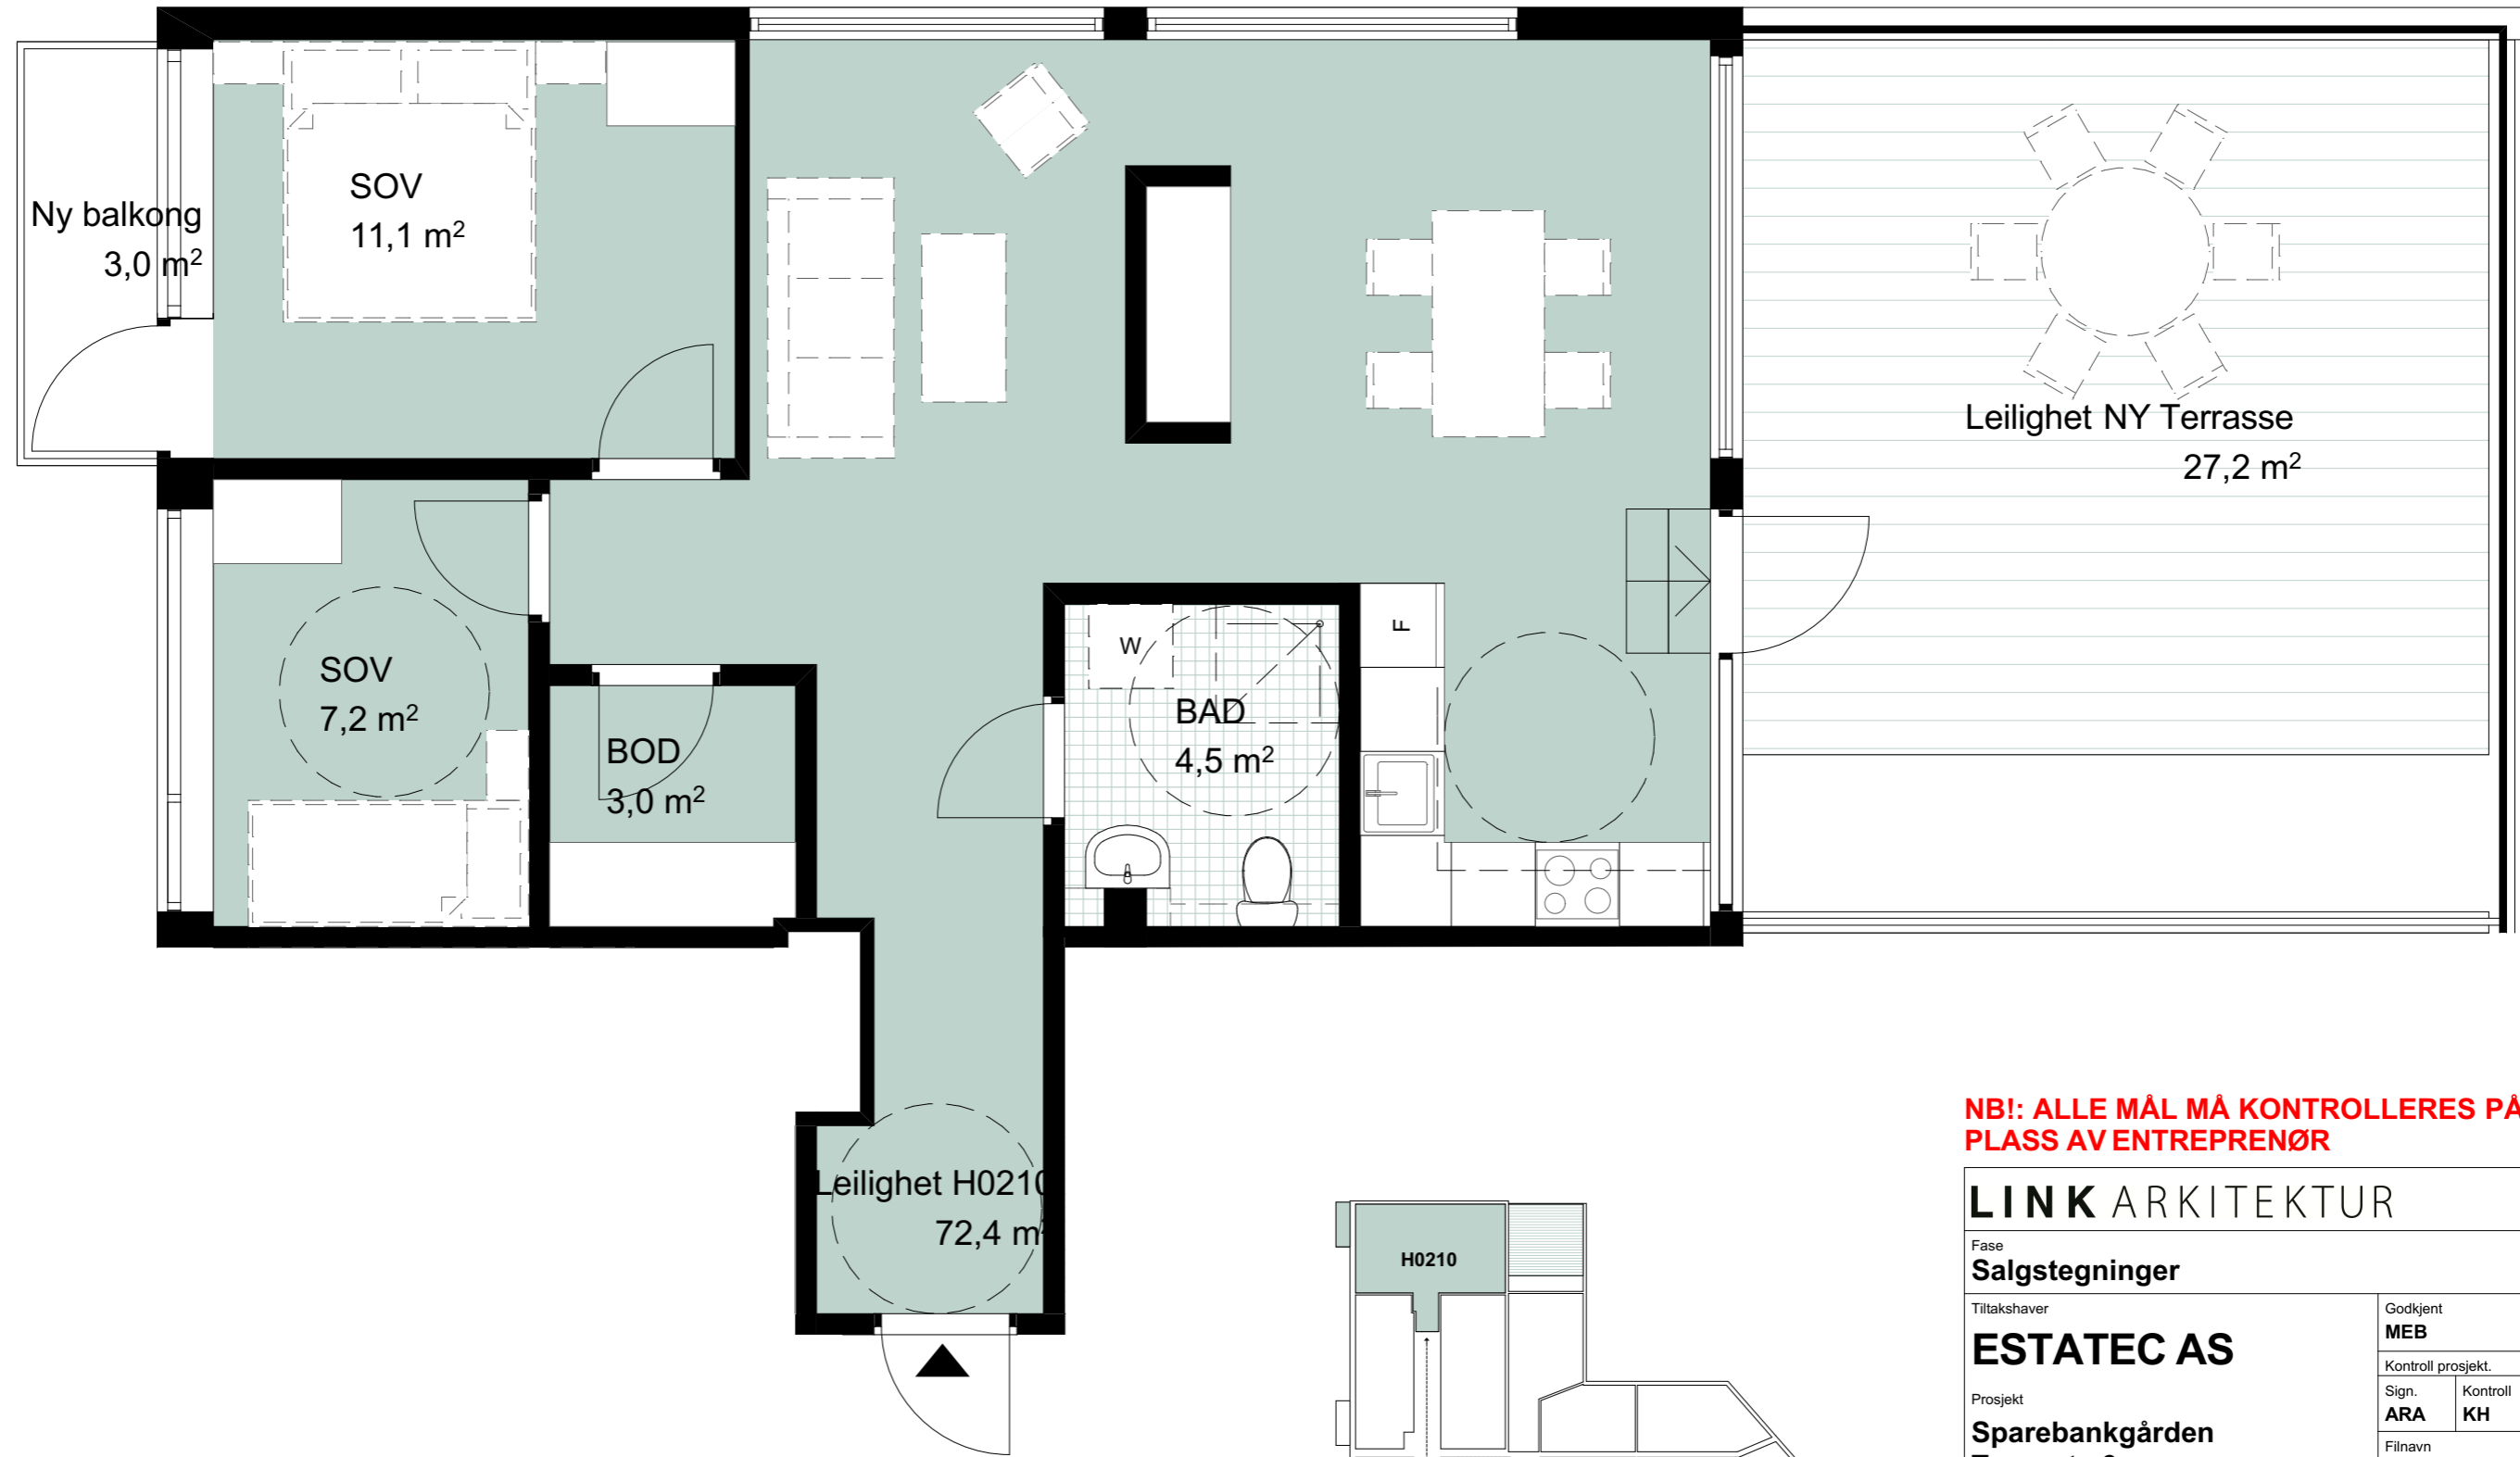 Ny balkong
3,0 m²
SOV
11,1 m²
Leilighet NY Terrasse
27,2 m²
SOV
7,2 m²
BOD
3,0 m²
W
BAD
4,5 m²
F
Leilighet H0210
72,4 m²
H0210
NB!: ALLE MÅL MÅ KONTROLLERES PÅ
PLASS AV ENTREPRENØR
LINK ARKITEKTUR
Fase
Salgstegninger
Tiltakshaver
ESTATEC AS
Godkjent
MEB
Kontroll prosjekt.
Sign. Kontroll
ARA KH
Prosjekt
Sparebankgården
Filnavn